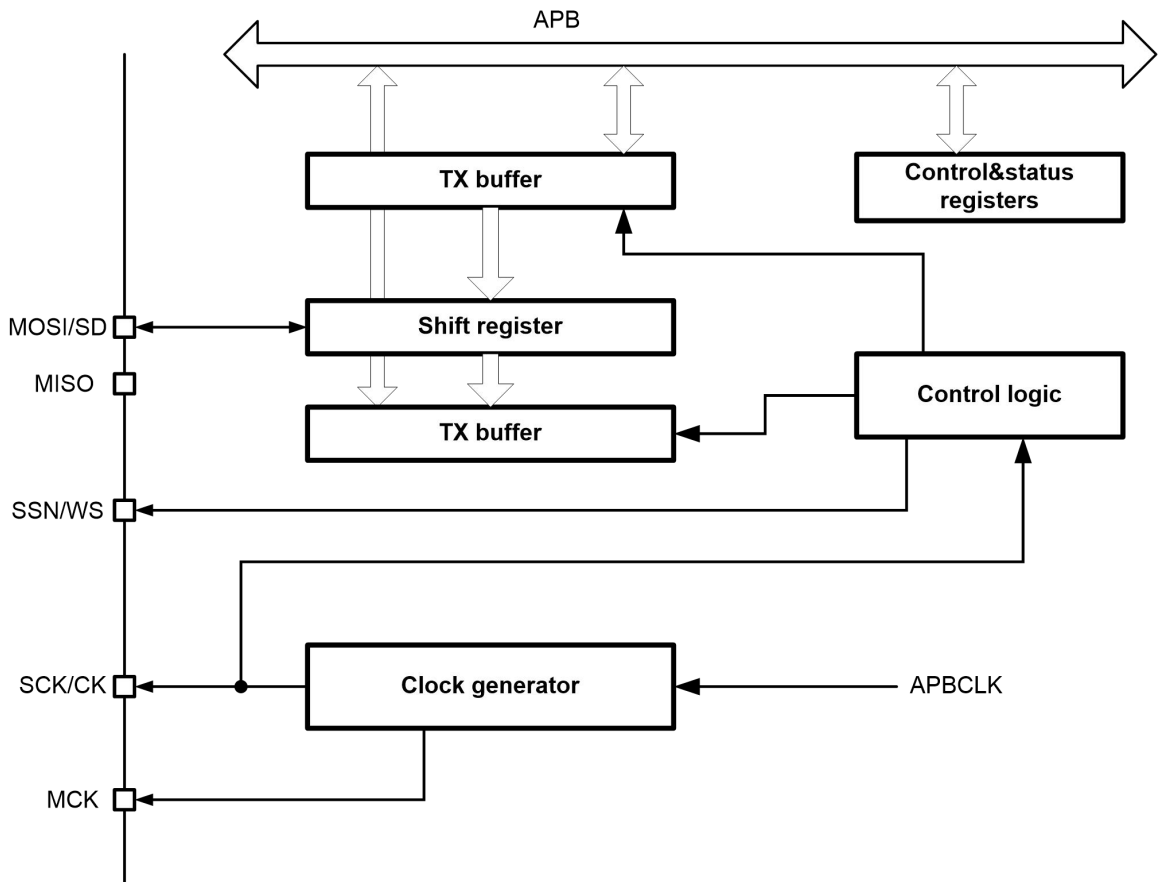 APB
TX buffer
Control&status
registers
MOSI/SD
Shift register
MISO
Control logic
TX buffer
SSN/WS
SCK/CK
Clock generator
APBCLK
MCK